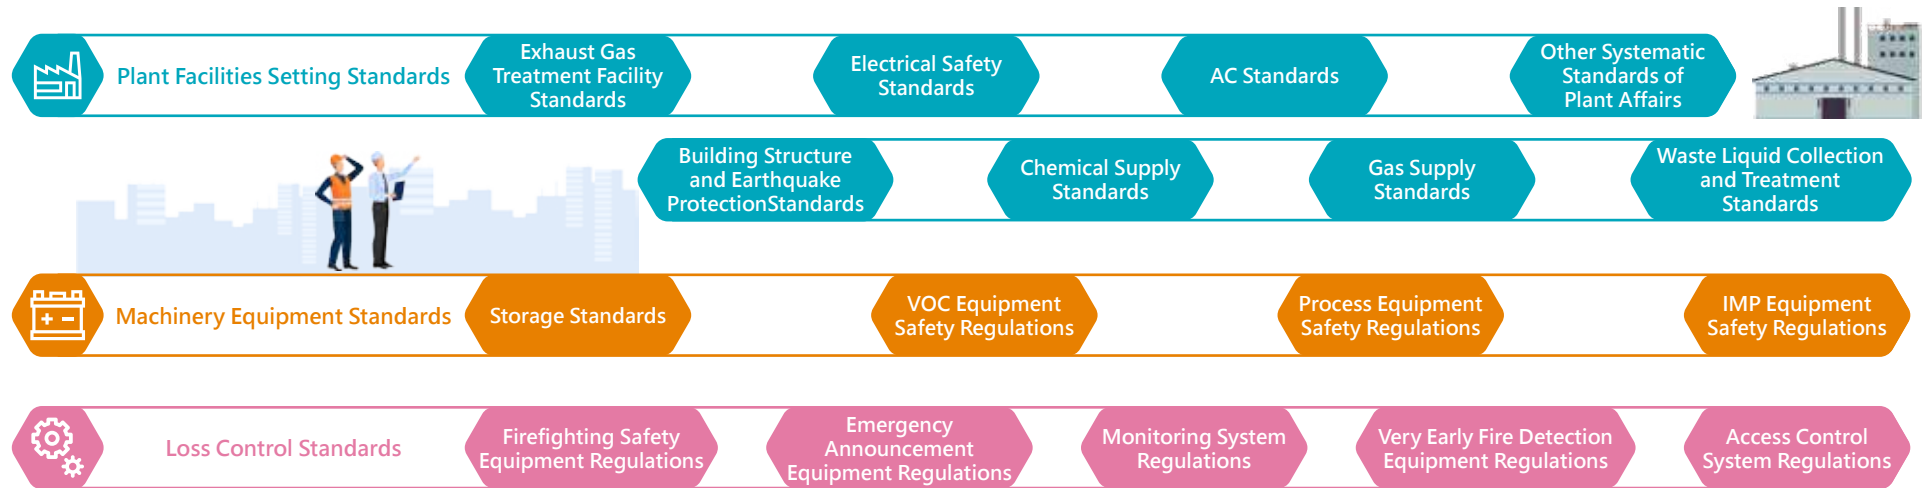 Plant Facilities Setting Standards
Exhaust Gas
Treatment Facility
Standards
Electrical Safety
Standards
AC Standards
Other Systematic
Standards of
Plant Affairs
Building Structure
and Earthquake
ProtectionStandards
Chemical Supply
Standards
Gas Supply
Standards
Waste Liquid Collection
and Treatment
Standards
Machinery Equipment Standards
Storage Standards
VOC Equipment
Safety Regulations
Process Equipment
Safety Regulations
IMP Equipment
Safety Regulations
Loss Control Standards
Firefighting Safety
Equipment Regulations
Emergency
Announcement
Equipment Regulations
Monitoring System
Regulations
Very Early Fire Detection
Equipment Regulations
Access Control
System Regulations